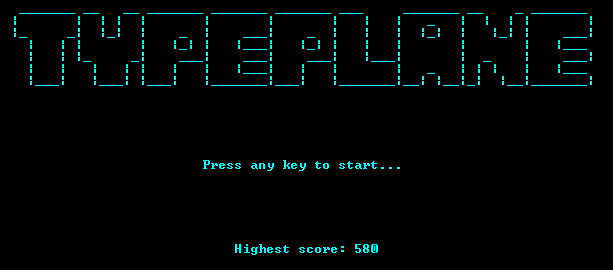 TYPEPLANE
Press any key to start...
Highest score: 580